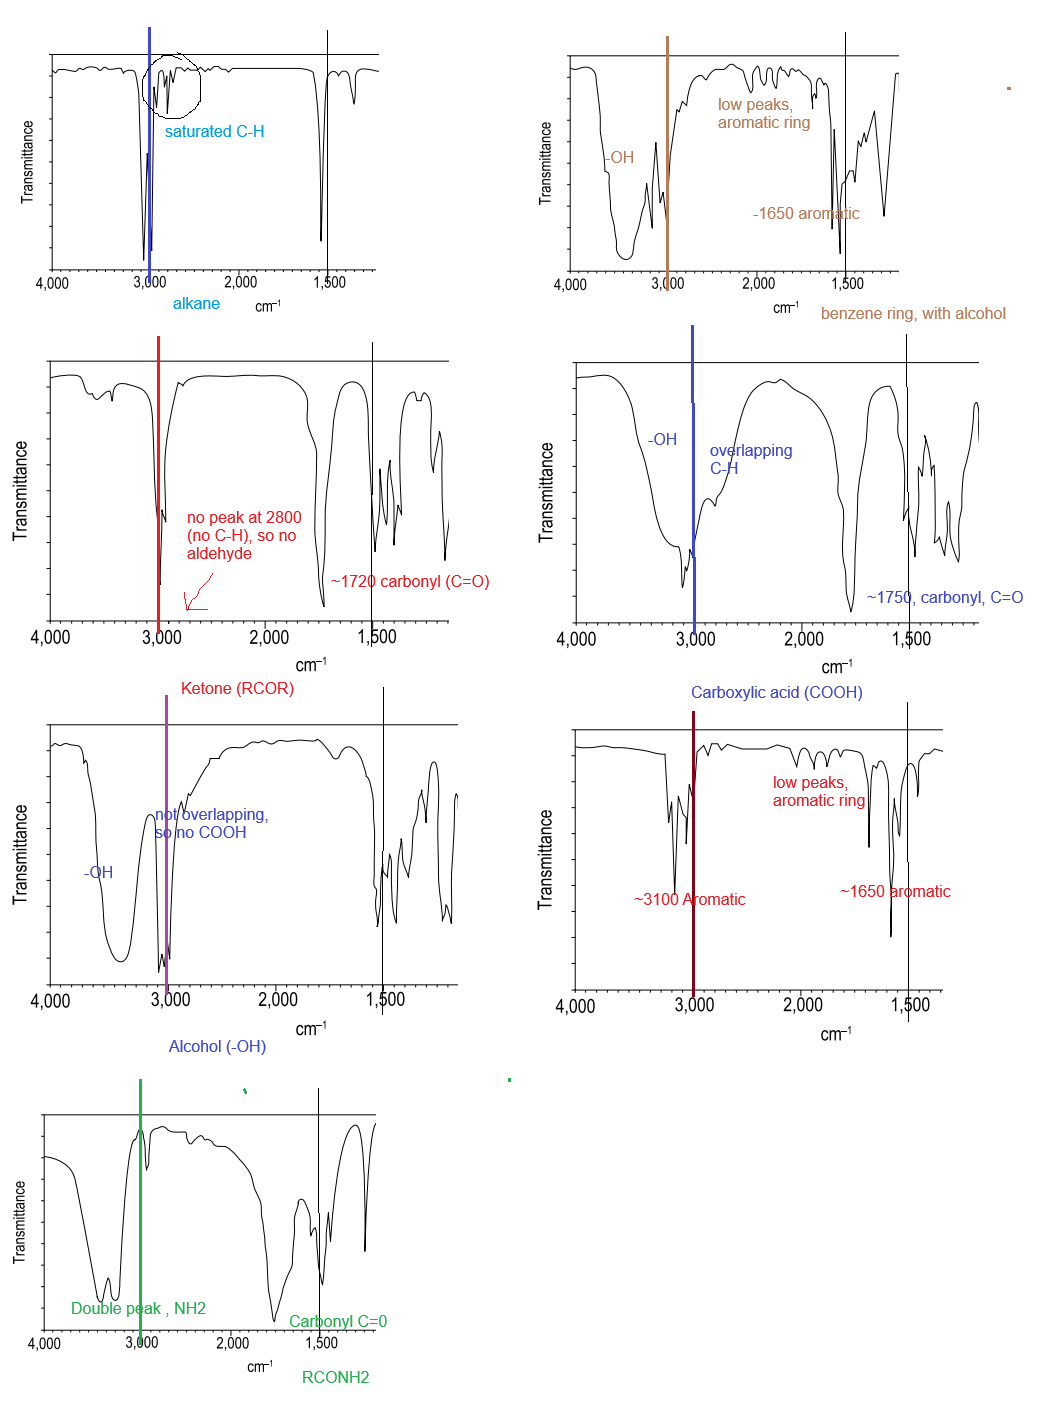 Transmittance
saturated C-H
4,000
3,000
2,000
1,500
cm–1
alkane
Transmittance
low peaks,
aromatic ring
-OH
-1650 aromatic
4,000
3,000
2,000
1,500
cm–1
benzene ring, with alcohol
Transmittance
no peak at 2800
(no C-H), so no
aldehyde
~1720 carbonyl (C=O)
4,000
3,000
2,000
1,500
cm–1
Ketone (RCOR)
Transmittance
-OH
overlapping
C-H
~1750, carbonyl, C=O
4,000
3,000
2,000
1,500
cm–1
Carboxylic acid (COOH)
Transmittance
not overlapping,
so no COOH
-OH
4,000
3,000
2,000
1,500
cm–1
Alcohol (-OH)
Transmittance
low peaks,
aromatic ring
~3100 Aromatic
~1650 aromatic
4,000
3,000
2,000
1,500
cm–1
Transmittance
Double peak , NH2
Carbonyl C=0
4,000
3,000
2,000
1,500
cm–1
RCONH2